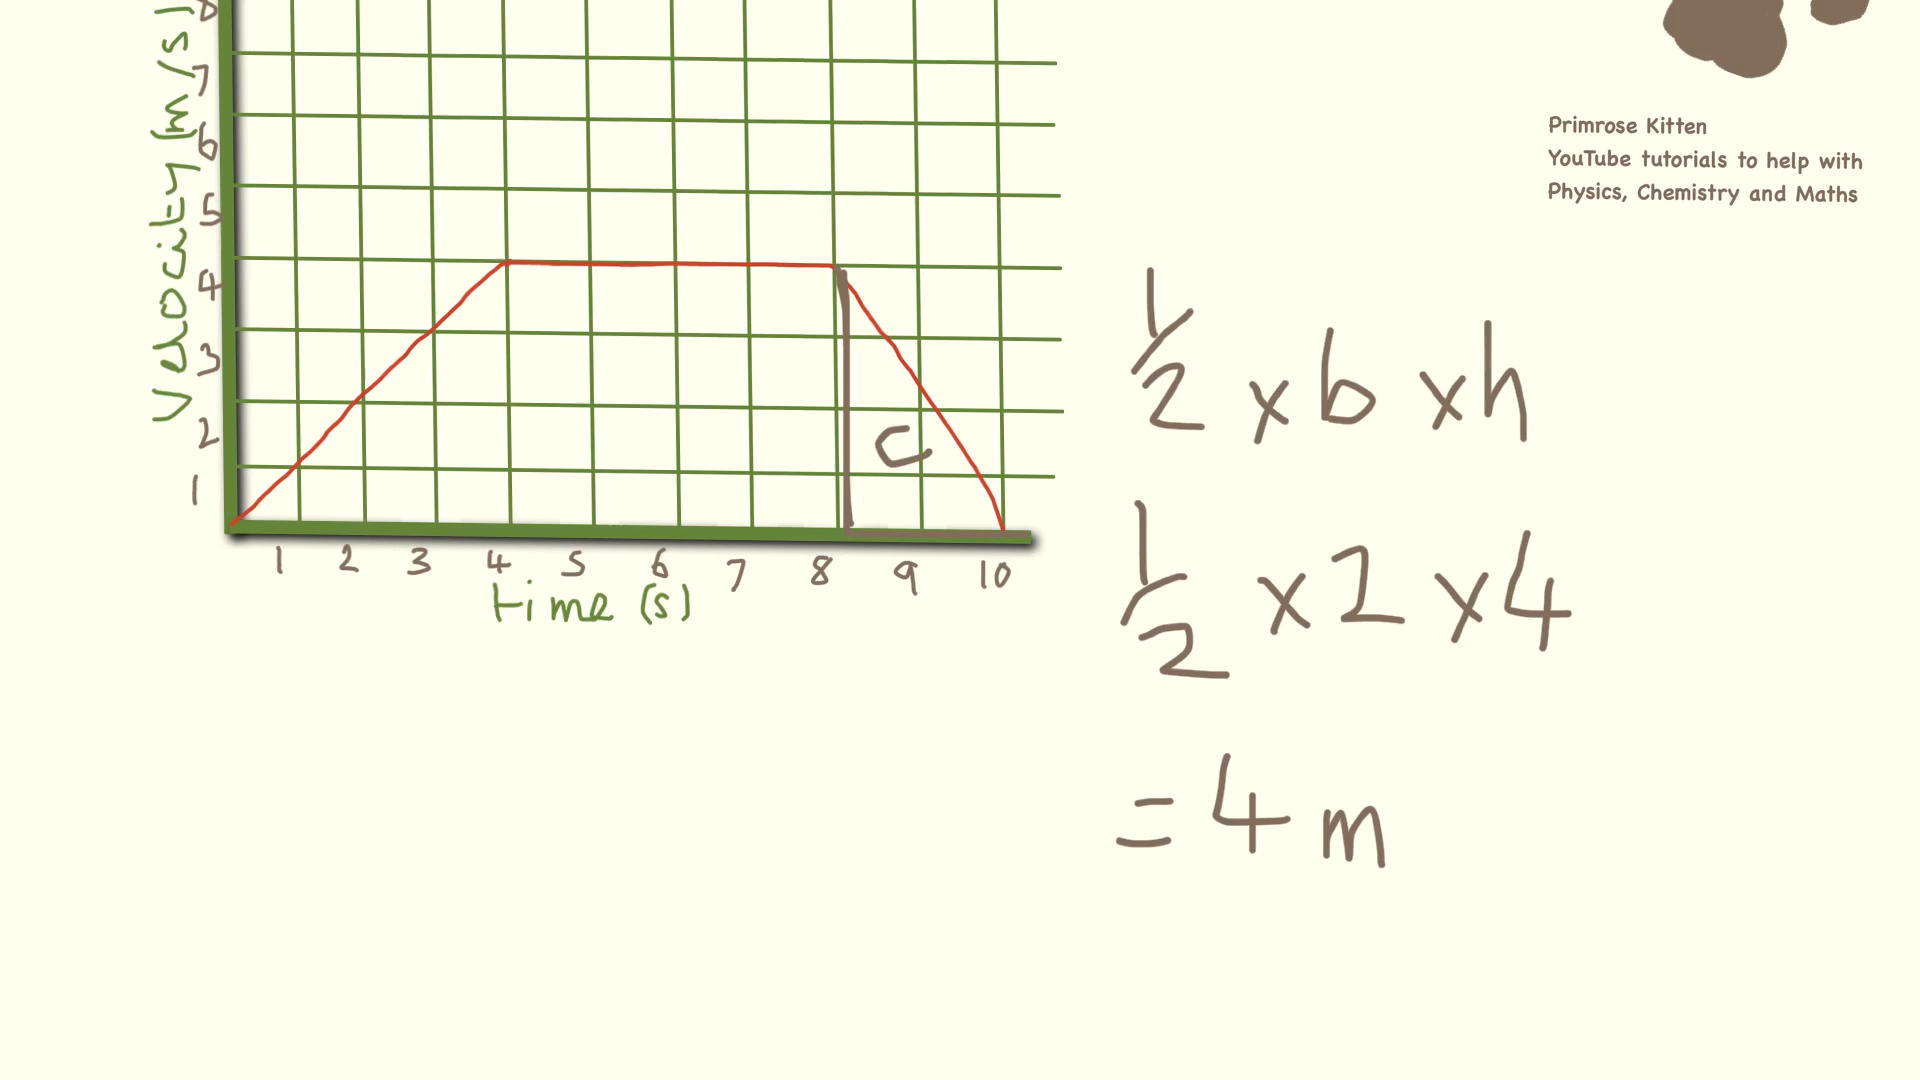 Velocity (m/s)
8
7
6
5
4
3
2
1
1 2 3 4 5 6 7 8 9 10
time (s)
C
Primrose Kitten
YouTube tutorials to help with
Physics, Chemistry and Maths
1/2 x b x h
1/2 x 2 x 4
= 4 m